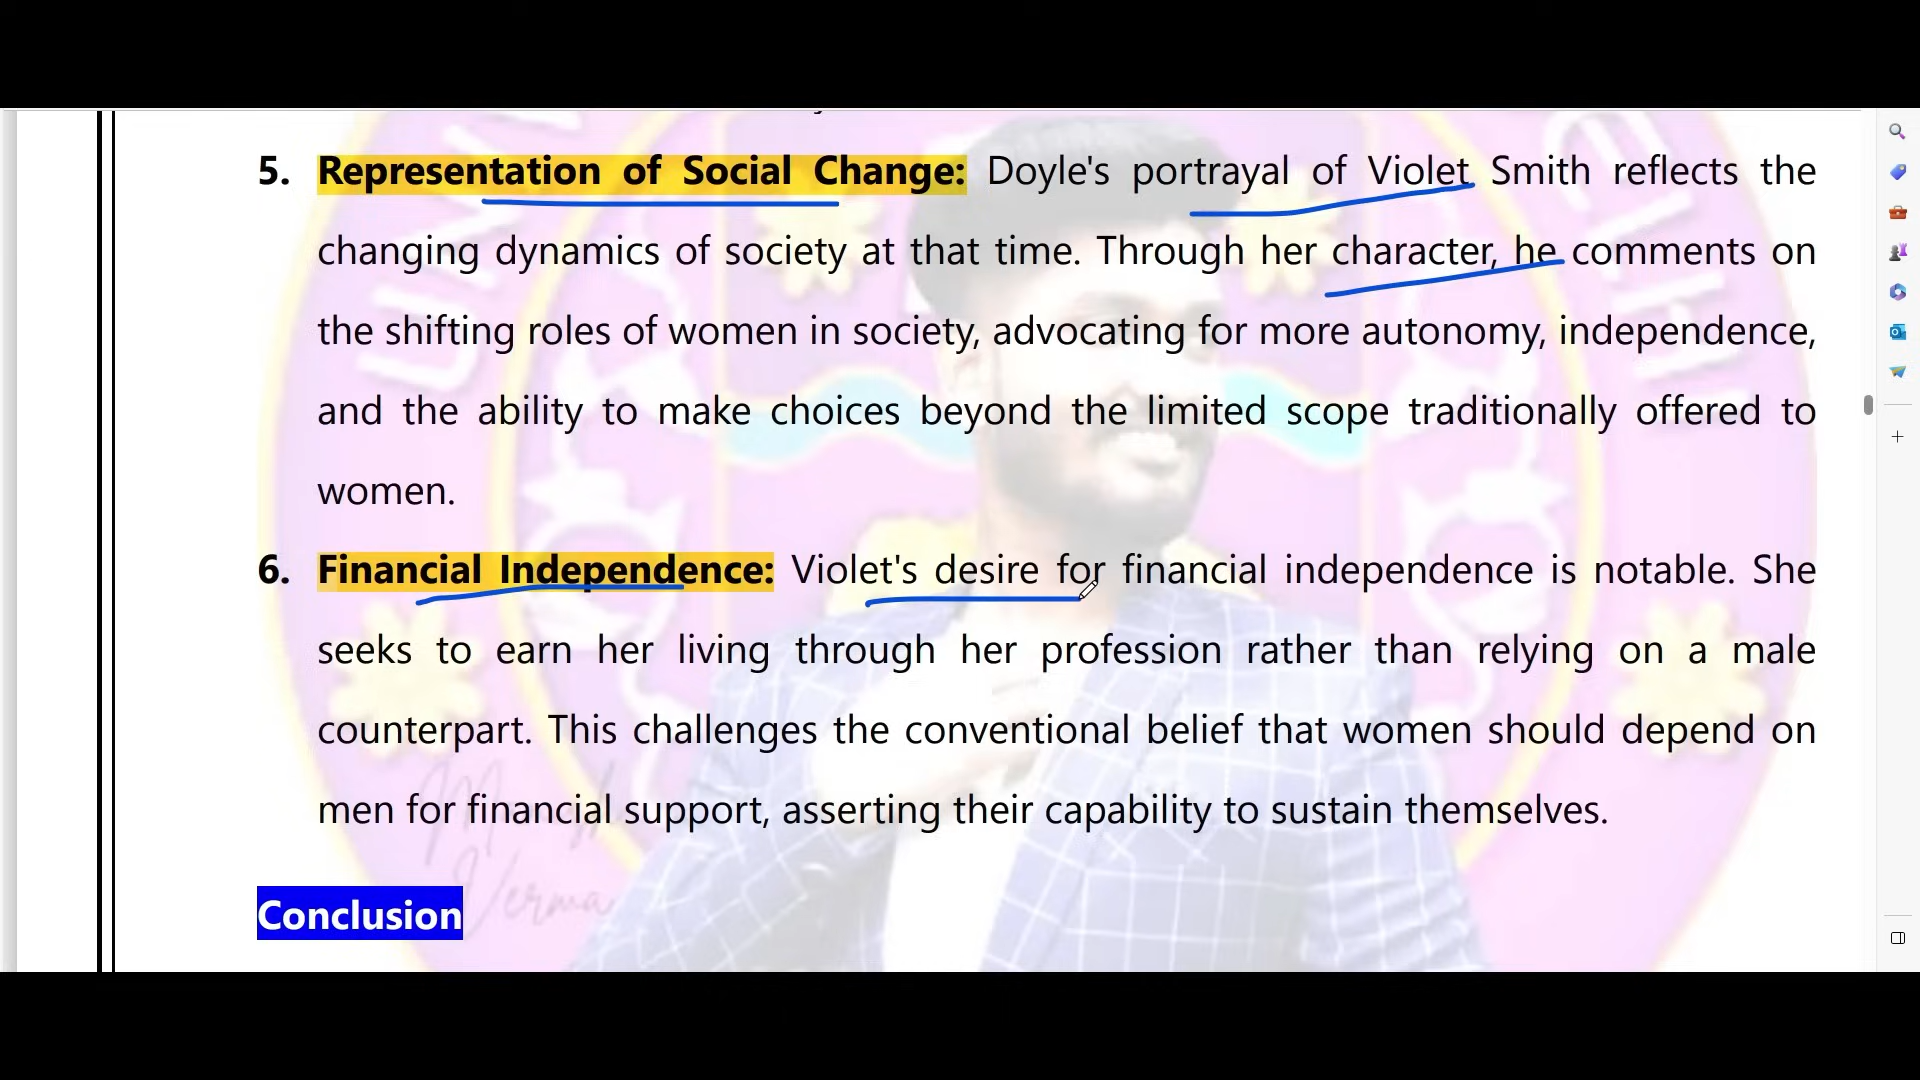 5. Representation of Social Change: Doyle's portrayal of Violet Smith reflects the
changing dynamics of society at that time. Through her character, he comments on
the shifting roles of women in society, advocating for more autonomy, independence,
and the ability to make choices beyond the limited scope traditionally offered to
women.
6. Financial Independence: Violet's desire for financial independence is notable. She
seeks to earn her living through her profession rather than relying on a male
counterpart. This challenges the conventional belief that women should depend on
men for financial support, asserting their capability to sustain themselves.
Verma
Conclusion